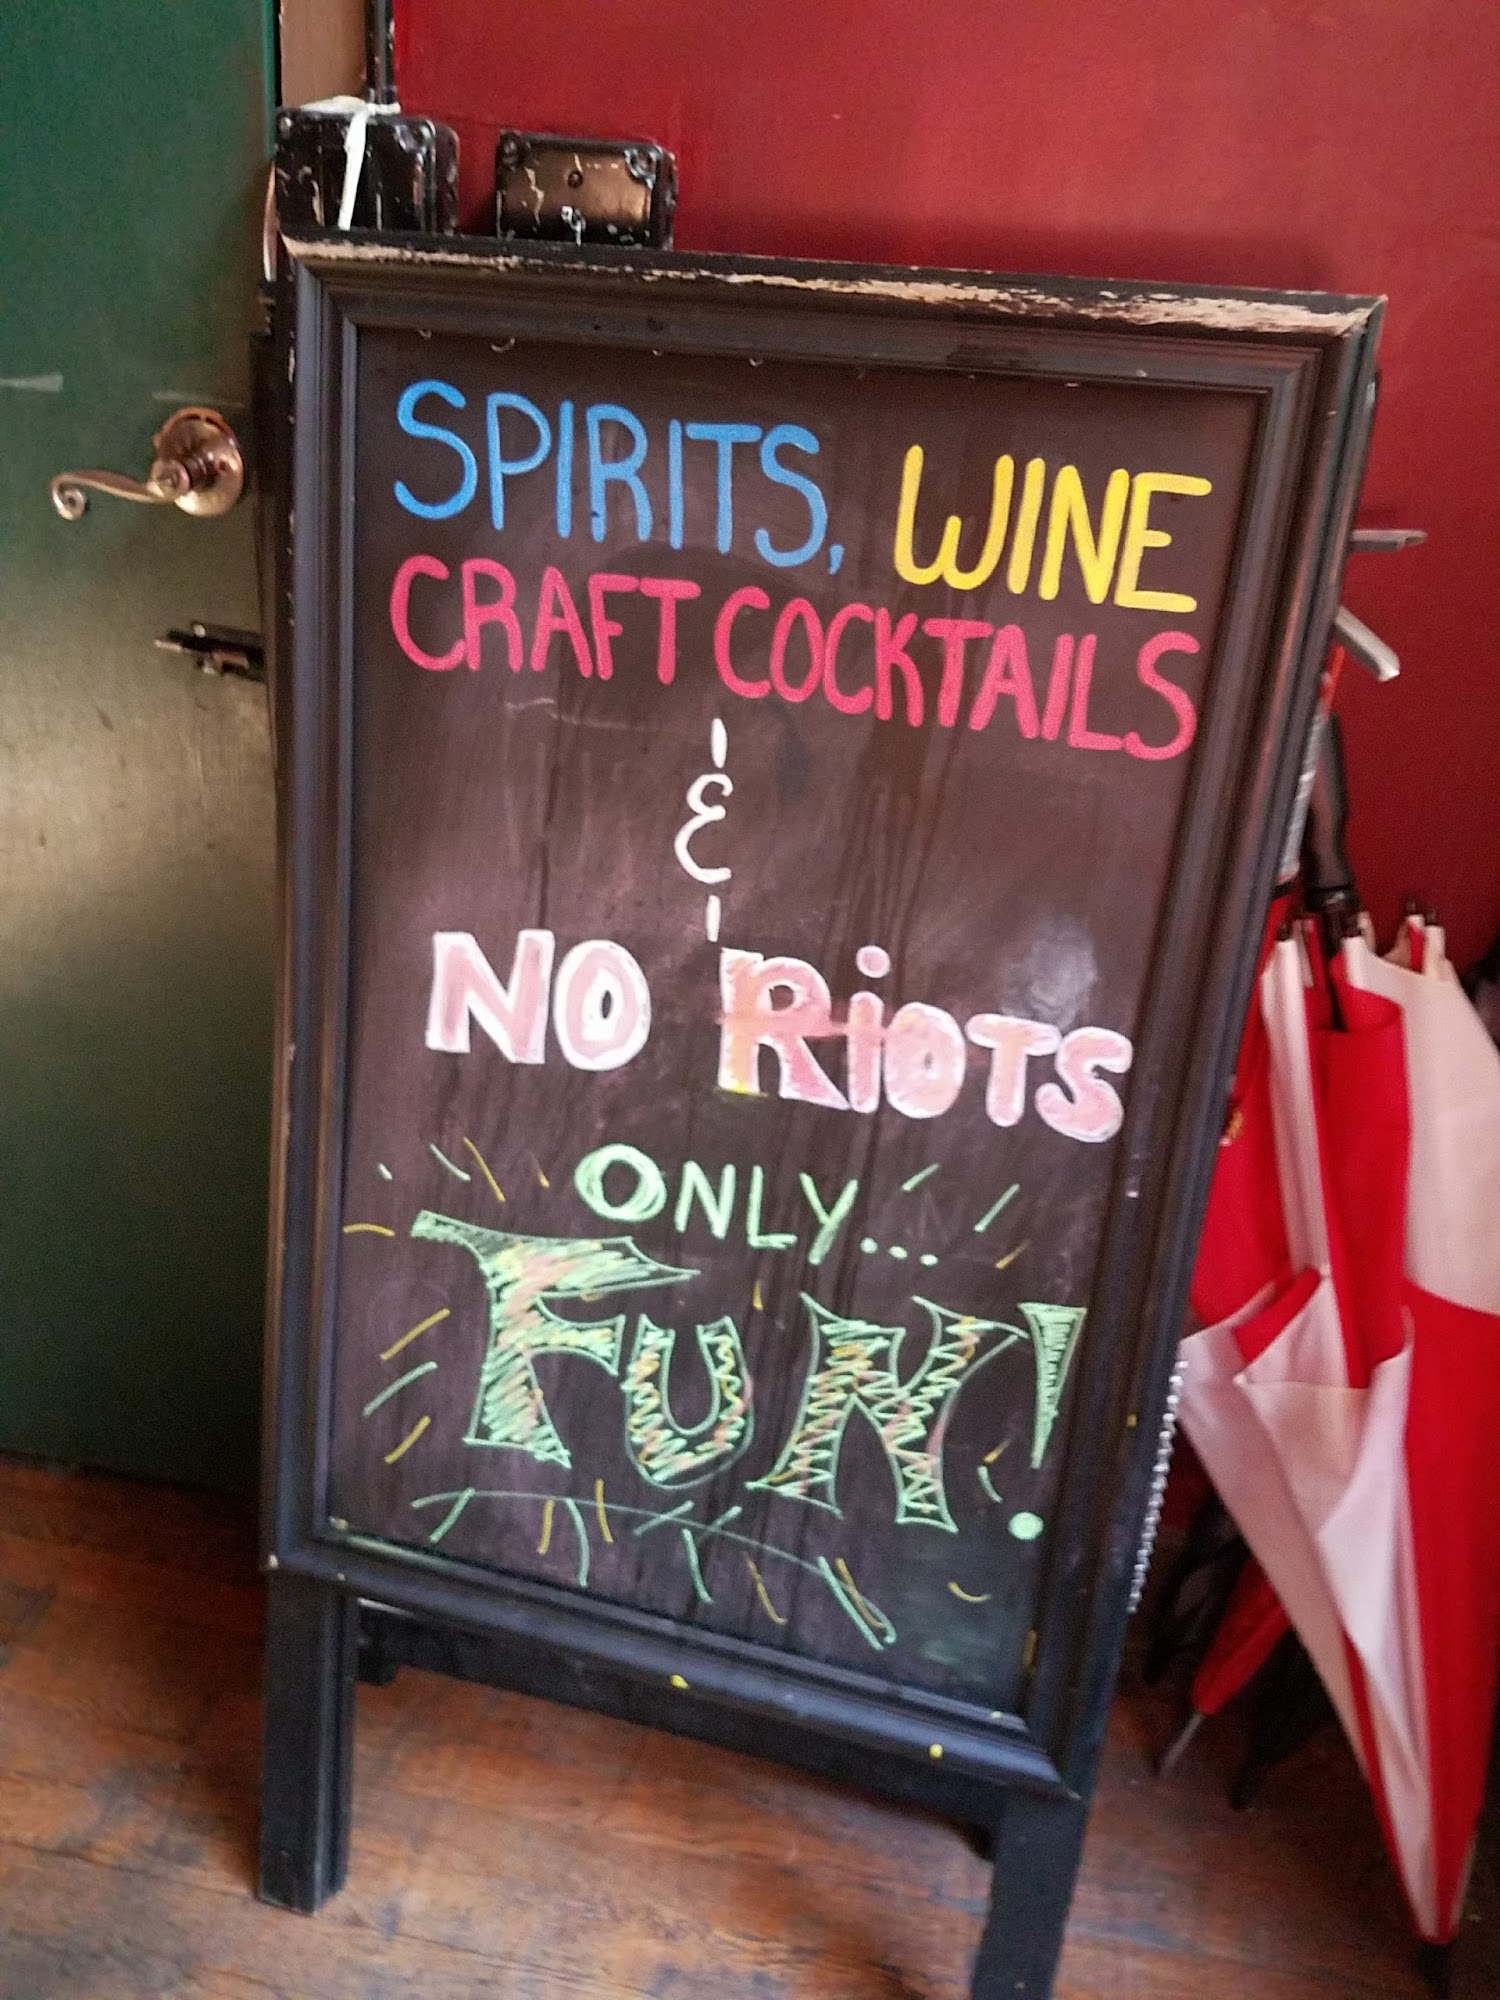 SPIRITS, WINE
CRAFT COCKTAILS
&
NO RiOTS
ONLY...
FUN!